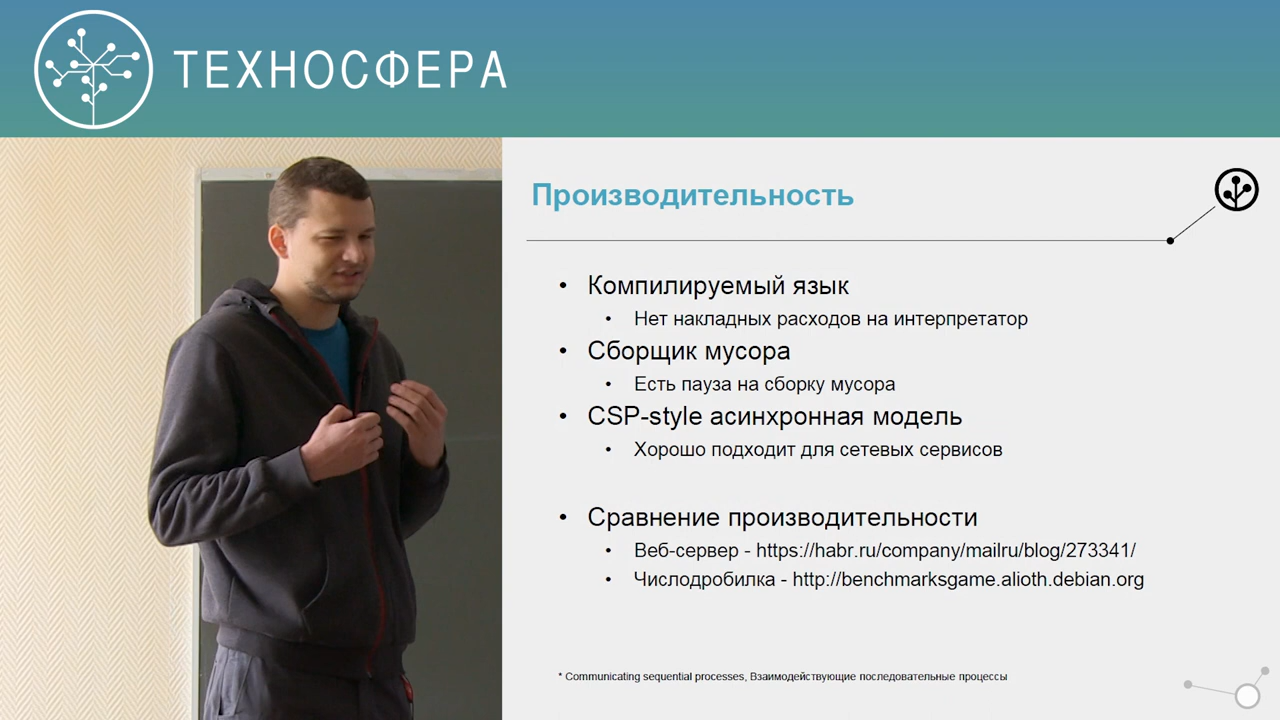 ТЕХНОСФЕРА
Производительность
• Компилируемый язык
• Нет накладных расходов на интерпретатор
• Сборщик мусора
• Есть пауза на сборку мусора
• CSP-style асинхронная модель
• Хорошо подходит для сетевых сервисов
• Сравнение производительности
• Веб-сервер - https://habr.ru/company/mailru/blog/273341/
• Числодробилка - http://benchmarksgame.alioth.debian.org
* Communicating sequential processes, Взаимодействующие последовательные процессы